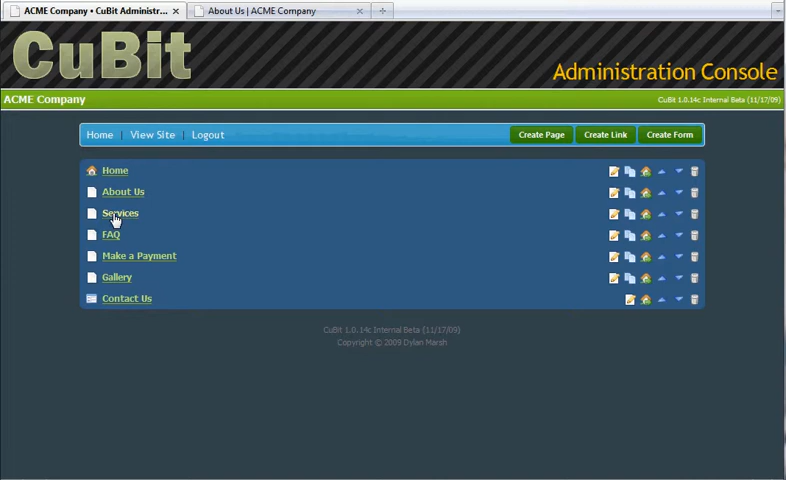 ACME Company • CuBit Administr... About Us | ACME Company
CuBit
Administration Console
ACME Company CuBit 1.0.14c Internal Beta (11/17/09)
Home | View Site | Logout Create Page Create Link Create Form
Home
About Us
Services
FAQ
Make a Payment
Gallery
Contact Us
CuBit 1.0.14c Internal Beta (11/17/09)
Copyright © 2009 Dylan Marsh